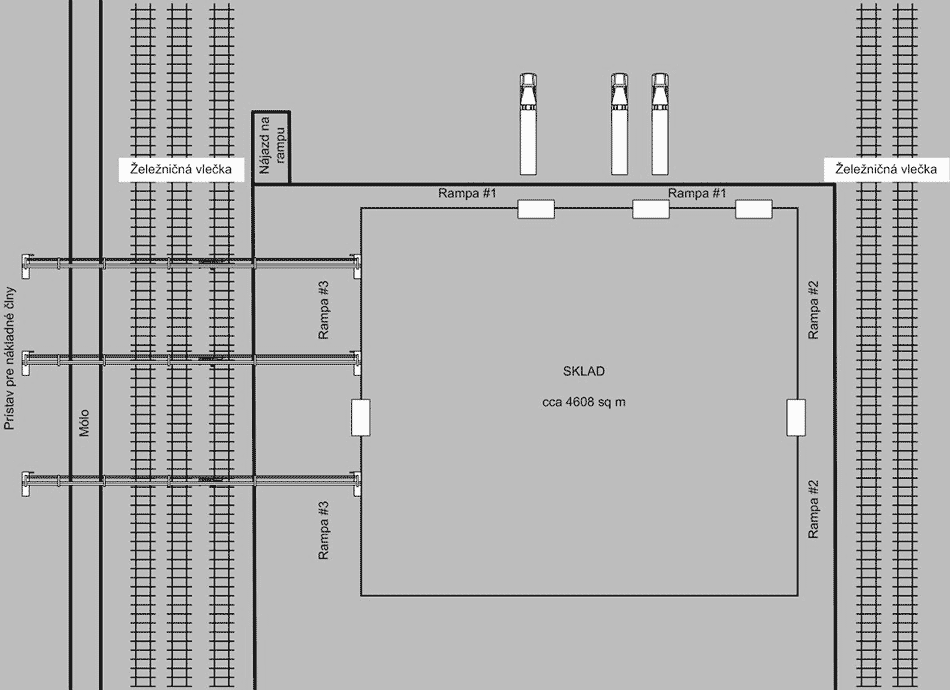 Nájazd na
rampu
Železničná vlečka
Železničná vlečka
Rampa #1
Rampa #1
Rampa #3
Rampa #2
Prístav pre nákladné člny
Mólo
SKLAD
cca 4608 sq m
Rampa #3
Rampa #2